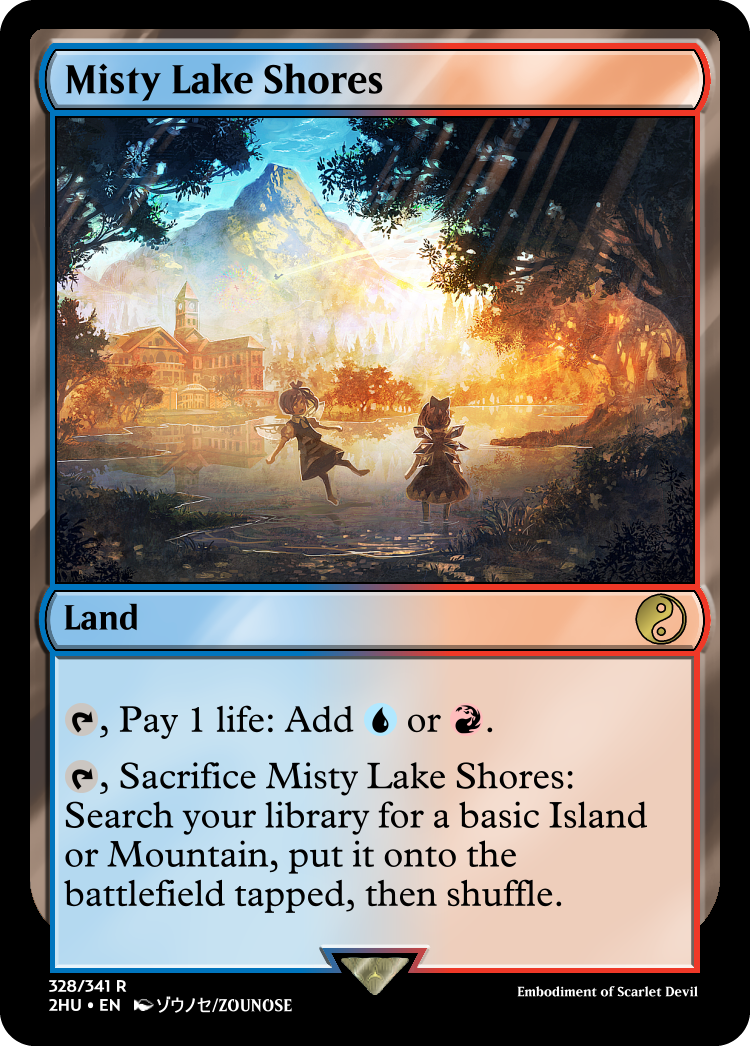 Misty Lake Shores
Land
, Pay 1 life: Add or .
, Sacrifice Misty Lake Shores:
Search your library for a basic Island
or Mountain, put it onto the
battlefield tapped, then shuffle.
328/341 R
2HU • EN ゾウノセ/ZOUNOSE
Embodiment of Scarlet Devil